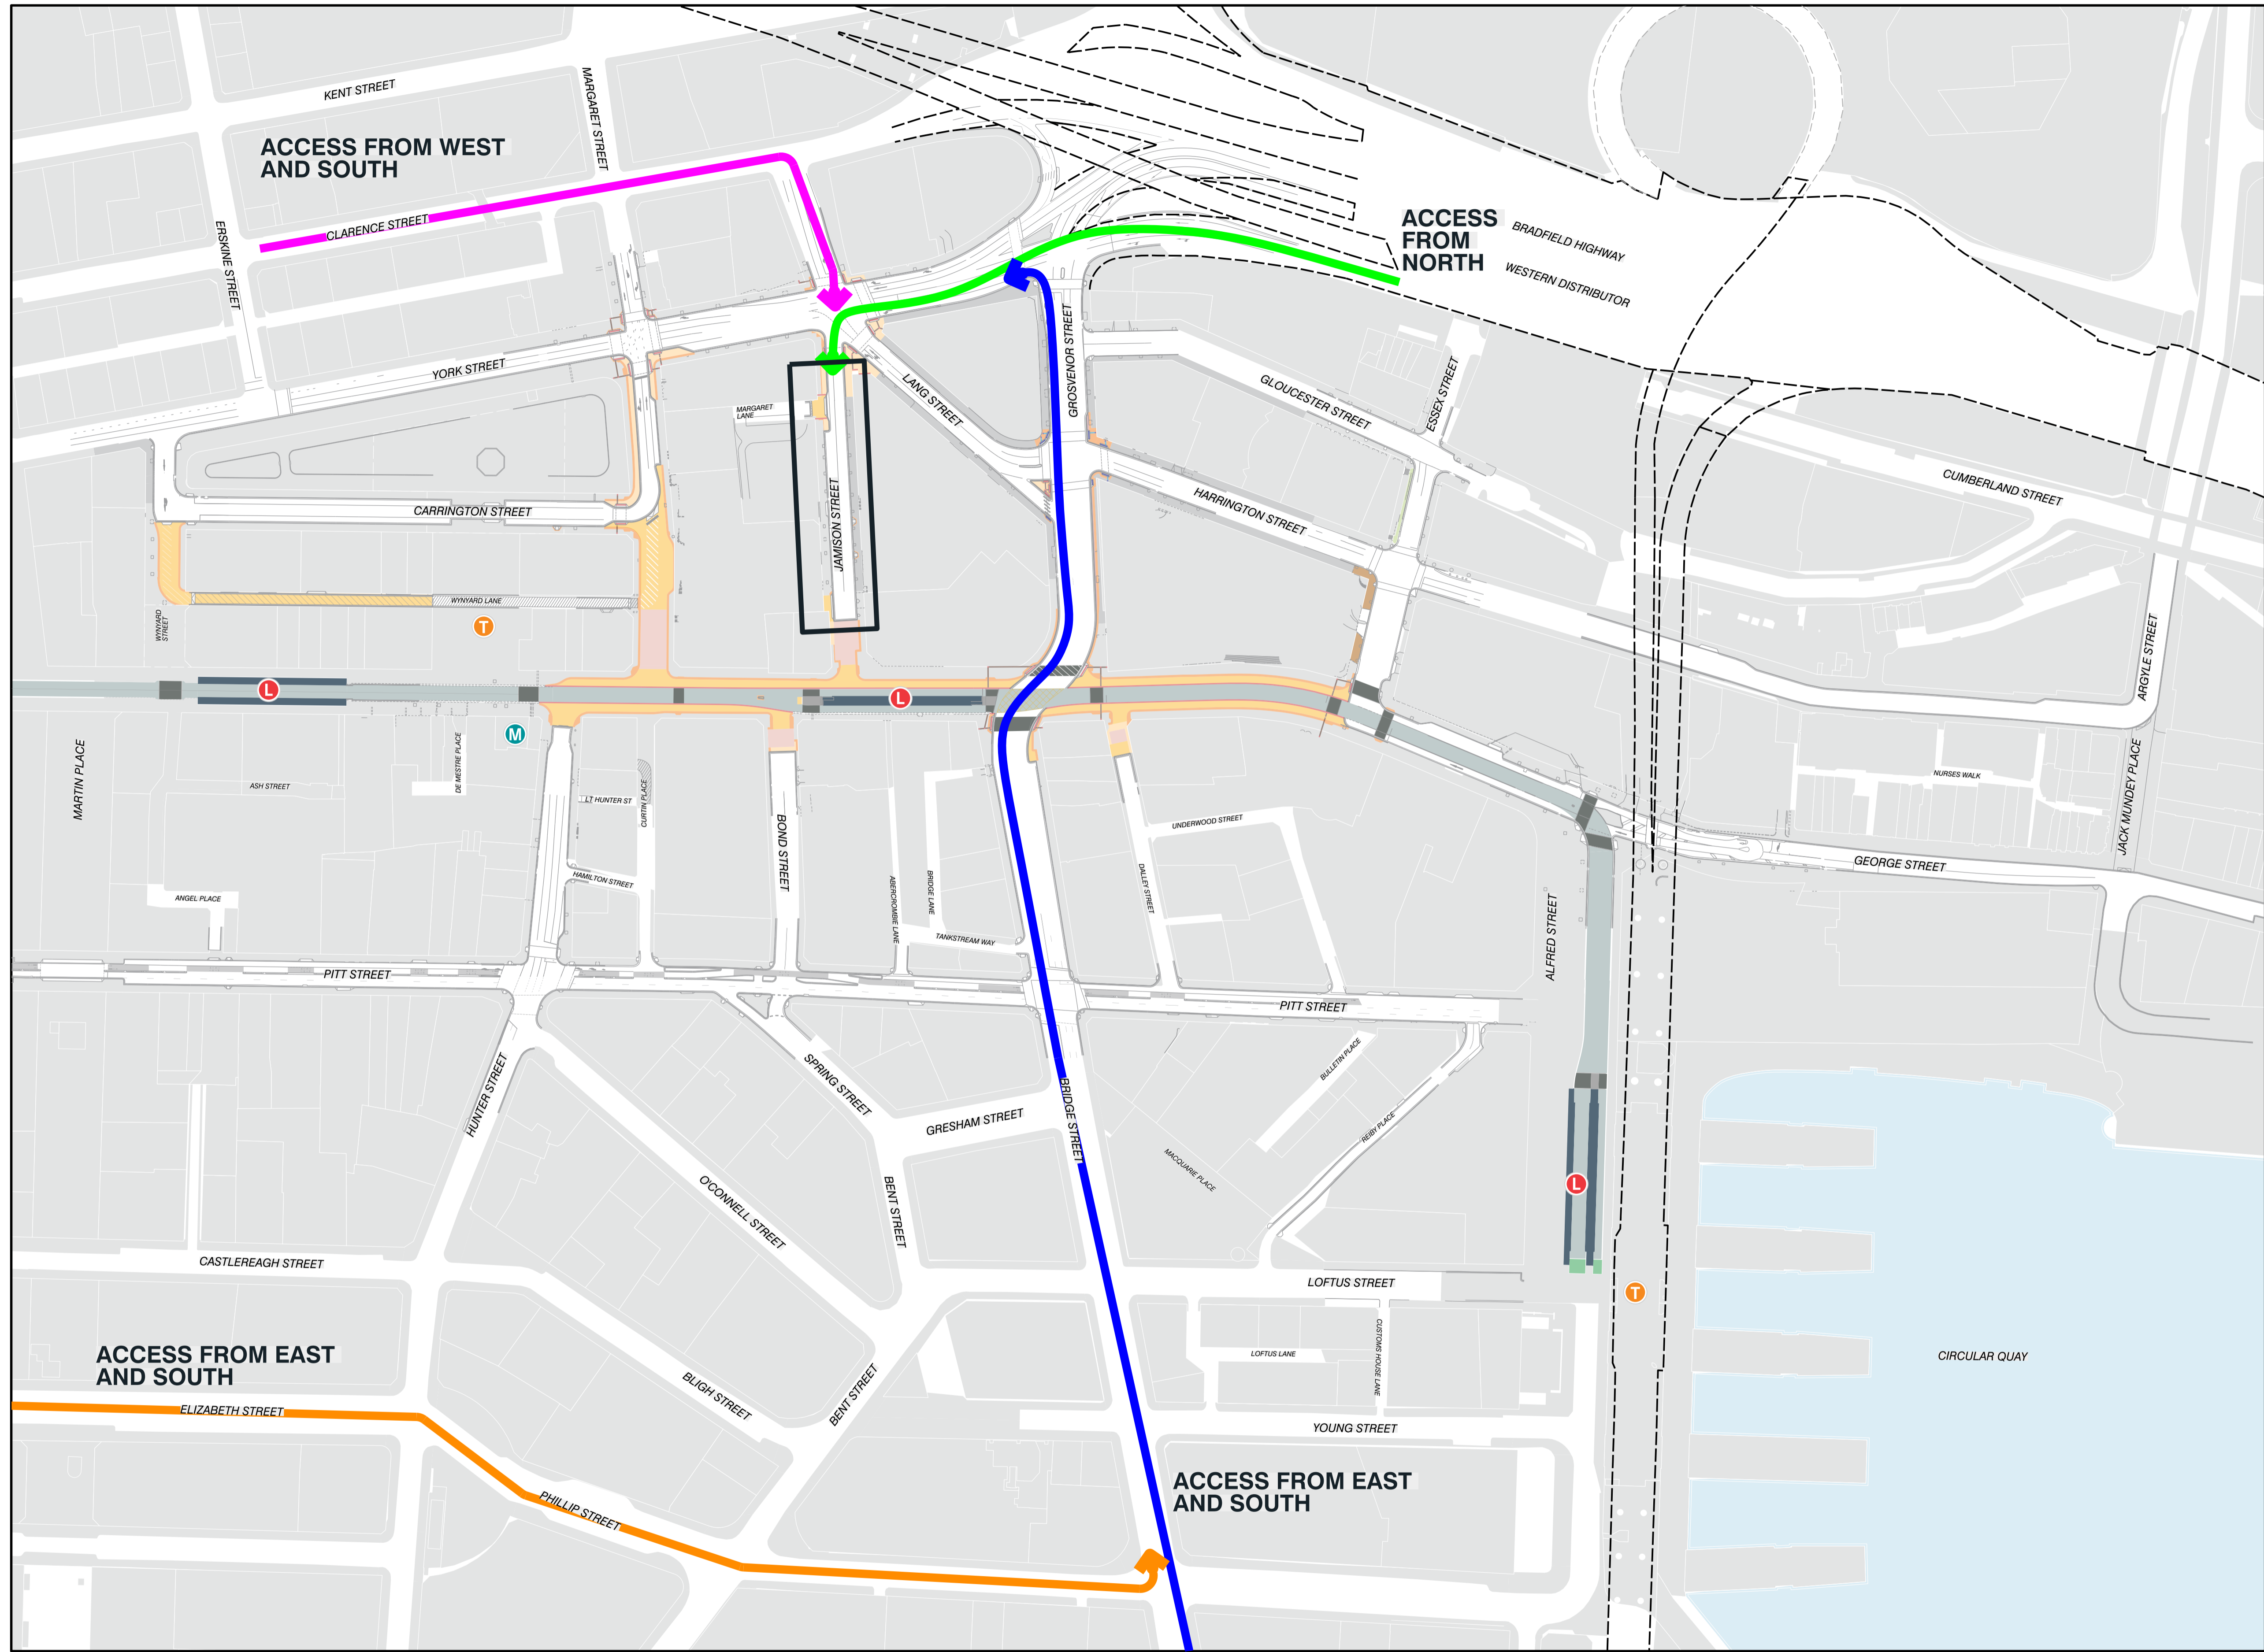 KENT STREET
MARGARET STREET
ACCESS FROM WEST
AND SOUTH
CLARENCE STREET
ERSKINE STREET
ACCESS
FROM
NORTH
BRADFIELD HIGHWAY
WESTERN DISTRIBUTOR
YORK STREET
MARGARET
LANE
LANG STREET
GROSVENOR STREET
GLOUCESTER STREET
ESSEX STREET
CUMBERLAND STREET
CARRINGTON STREET
JAMISON STREET
HARRINGTON STREET
WYNYARD LANE
WYNYARD
STREET
T
ARGYLE STREET
L
L
M
MARTIN PLACE
DE MESTRE PLACE
ASH STREET
LT HUNTER ST
CURTIN PLACE
BOND STREET
NURSES WALK
JACK MUNDEY PLACE
UNDERWOOD STREET
GEORGE STREET
HAMILTON STREET
ABERCROMBIE LANE
BRIDGE LANE
DALLEY STREET
ANGEL PLACE
TANKSTREAM WAY
ALFRED STREET
PITT STREET
PITT STREET
HUNTER STREET
SPRING STREET
GRESHAM STREET
BRIDGE STREET
BULLETIN PLACE
REIBY PLACE
MACQUARIE PLACE
L
O'CONNELL STREET
BENT STREET
CASTLEREAGH STREET
LOFTUS STREET
T
ACCESS FROM EAST
AND SOUTH
LOFTUS LANE
CUSTOMS HOUSE LANE
CIRCULAR QUAY
BLIGH STREET
BENT STREET
ELIZABETH STREET
YOUNG STREET
PHILLIP STREET
ACCESS FROM EAST
AND SOUTH